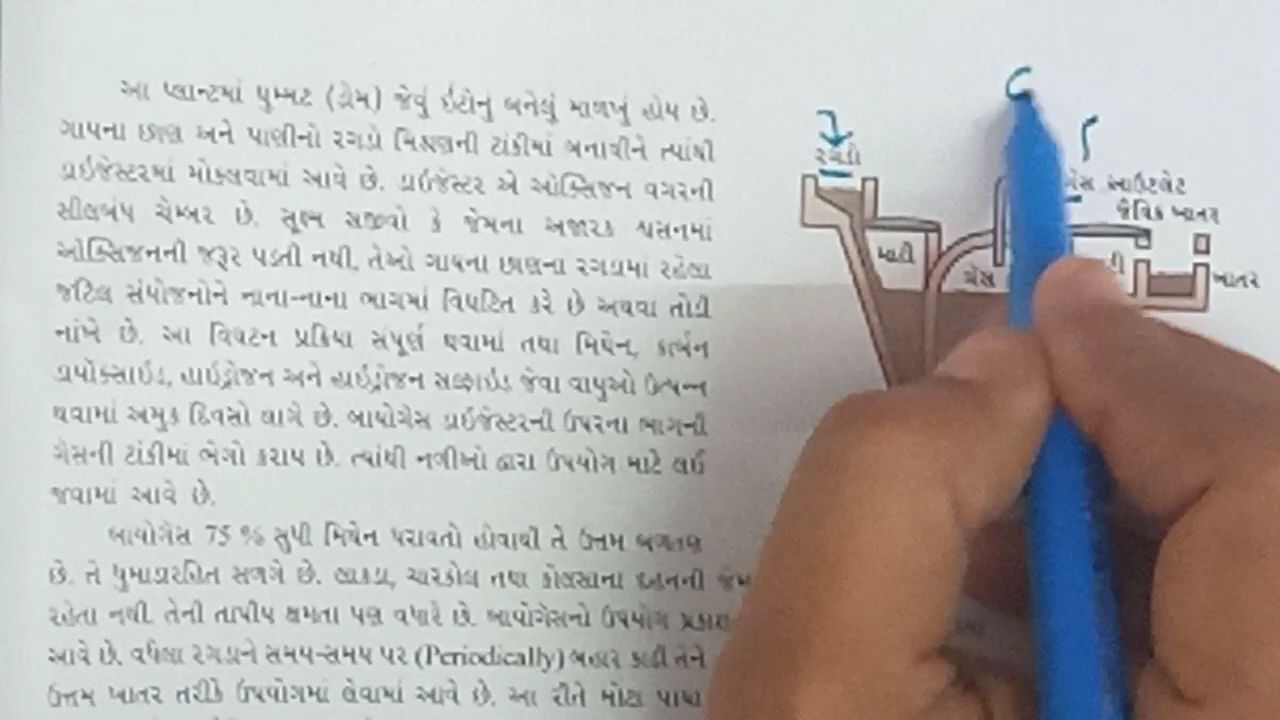 આ પ્લાન્ટમાં ઘુમ્મટ (ડોમ) જેવું ઈંટોનું બનેલું માળખું હોય છે.
ગાયના છાણ અને પાણીનો રગડો મિશ્રણની ટાંકીમાં બનાવીને ત્યાંથી
ડાઇજેસ્ટરમાં મોકલવામાં આવે છે. ડાઇજેસ્ટર એ ઑક્સિજન વગરની
સીલબંધ ચેમ્બર છે. સૂક્ષ્મ સજીવો કે જેમના અજારક શ્વસનમાં
ઑક્સિજનની જરૂર પડતી નથી, તેઓ ગાયના છાણના રગડામાં રહેલા
જટિલ સંયોજનોને નાના-નાના ભાગમાં વિઘટિત કરે છે અથવા તોડી
નાંખે છે. આ વિઘટન પ્રક્રિયા સંપૂર્ણ થવામાં તથા મિથેન, કાર્બન
ડાયૉક્સાઇડ, હાઈડ્રોજન અને હાઈડ્રોજન સલ્ફાઇડ જેવા વાયુઓ ઉત્પન્ન
થવામાં અમુક દિવસો લાગે છે. બાયોગૅસ ડાઇજેસ્ટરની ઉપરના ભાગની
ગૅસની ટાંકીમાં ભેગો કરાય છે. ત્યાંથી નળીઓ દ્વારા ઉપયોગ માટે લઈ
જવામાં આવે છે.
બાયોગૅસ 75 % સુધી મિથેન ધરાવતો હોવાથી તે ઉત્તમ બળતણ
છે. તે ધુમાડારહિત સળગે છે. લાકડા, ચારકોલ તથા કોલસાના દહનની જેમ
રહેતા નથી. તેની તાપીય ક્ષમતા પણ વધારે છે. બાયોગૅસનો ઉપયોગ પ્રકાશ
આવે છે. વધેલા રગડાને સમય-સમય પર (Periodically) બહાર કાઢી તેને
ઉત્તમ ખાતર તરીકે ઉપયોગમાં લેવામાં આવે છે. આ રીતે મોટા પાયા
રગડો
ગૅસ આઉટલેટ
જૈવિક ખાતર
માટી
ગૅસ
ખાતર